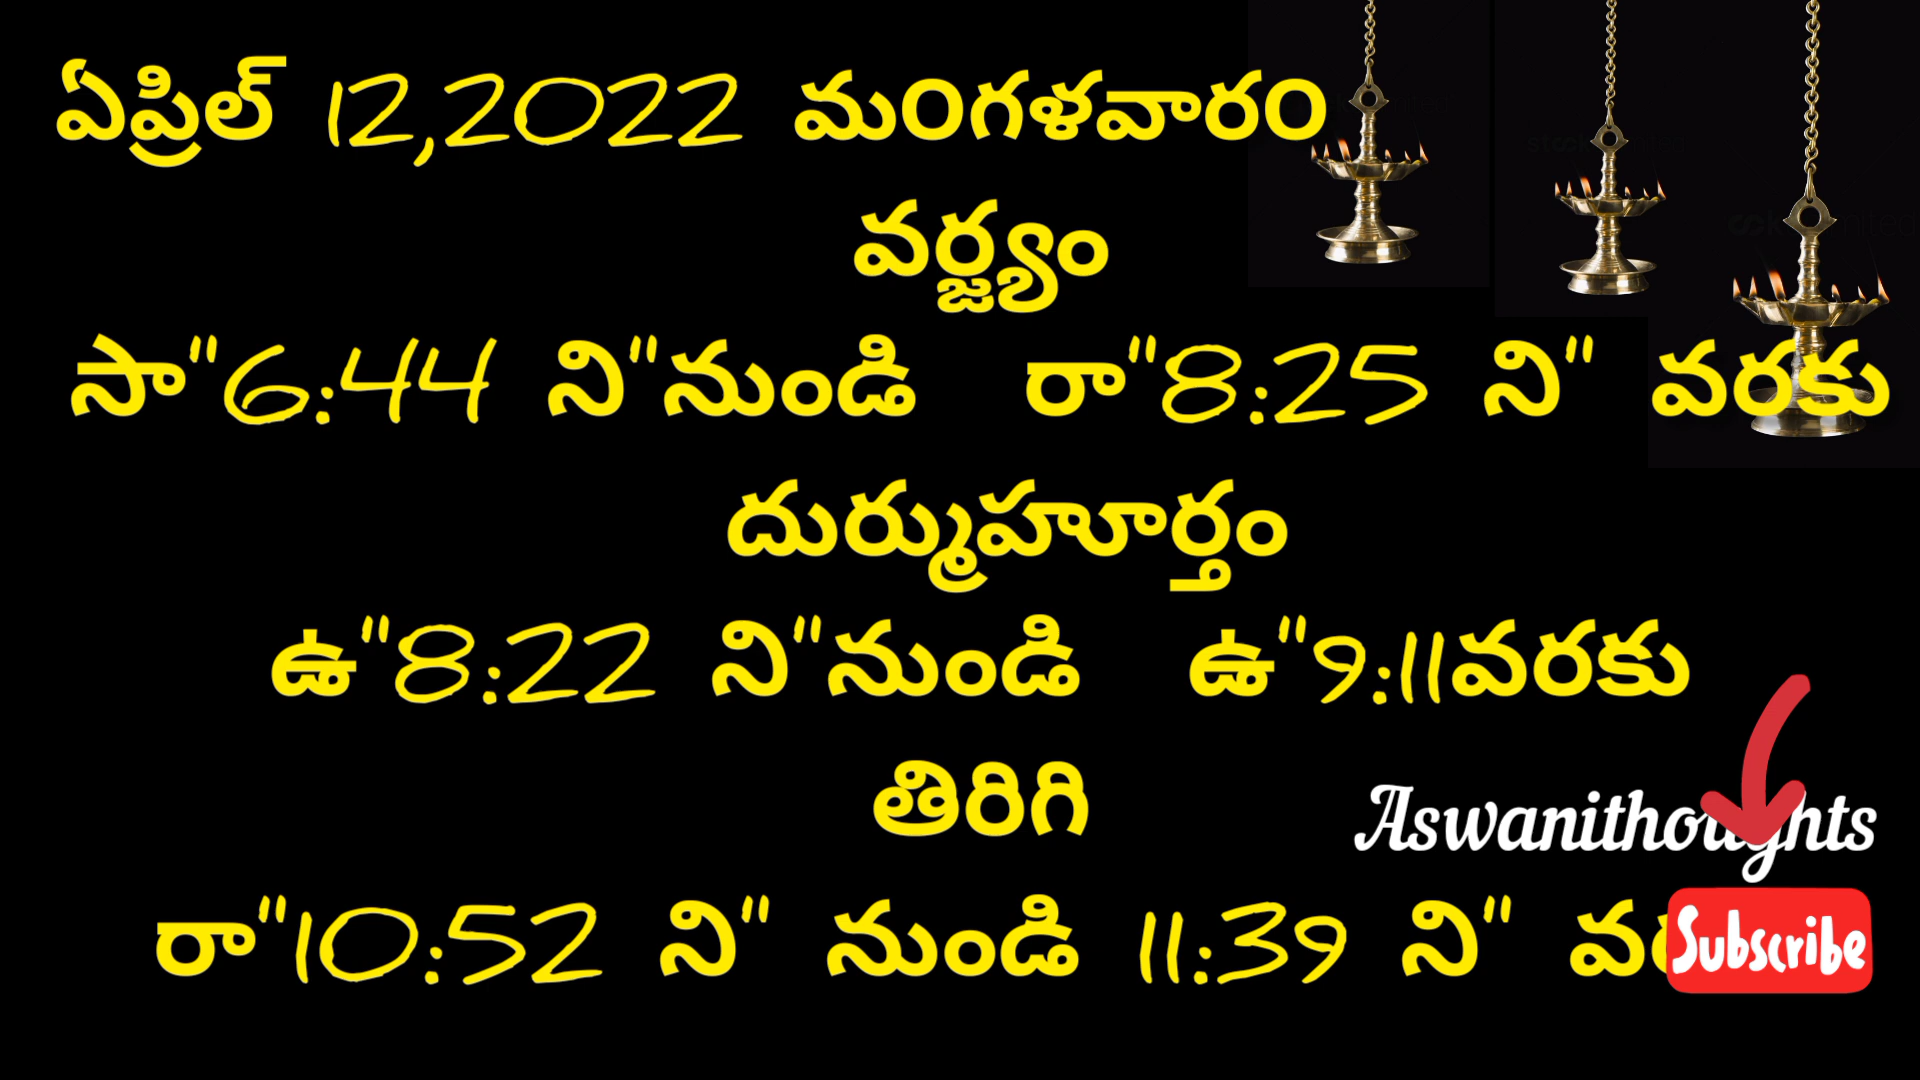 ఏప్రిల్ 12,2022 మంగళవారం
వర్జ్యం
సా"6:44 ని"నుండి రా"8:25 ని" వరకు
దుర్ముహూర్తం
ఉ"8:22 ని"నుండి ఉ"9:11వరకు
తిరిగి
Aswanithoughts
రా"10:52 ని" నుండి 11:39 ని"
Subscribe